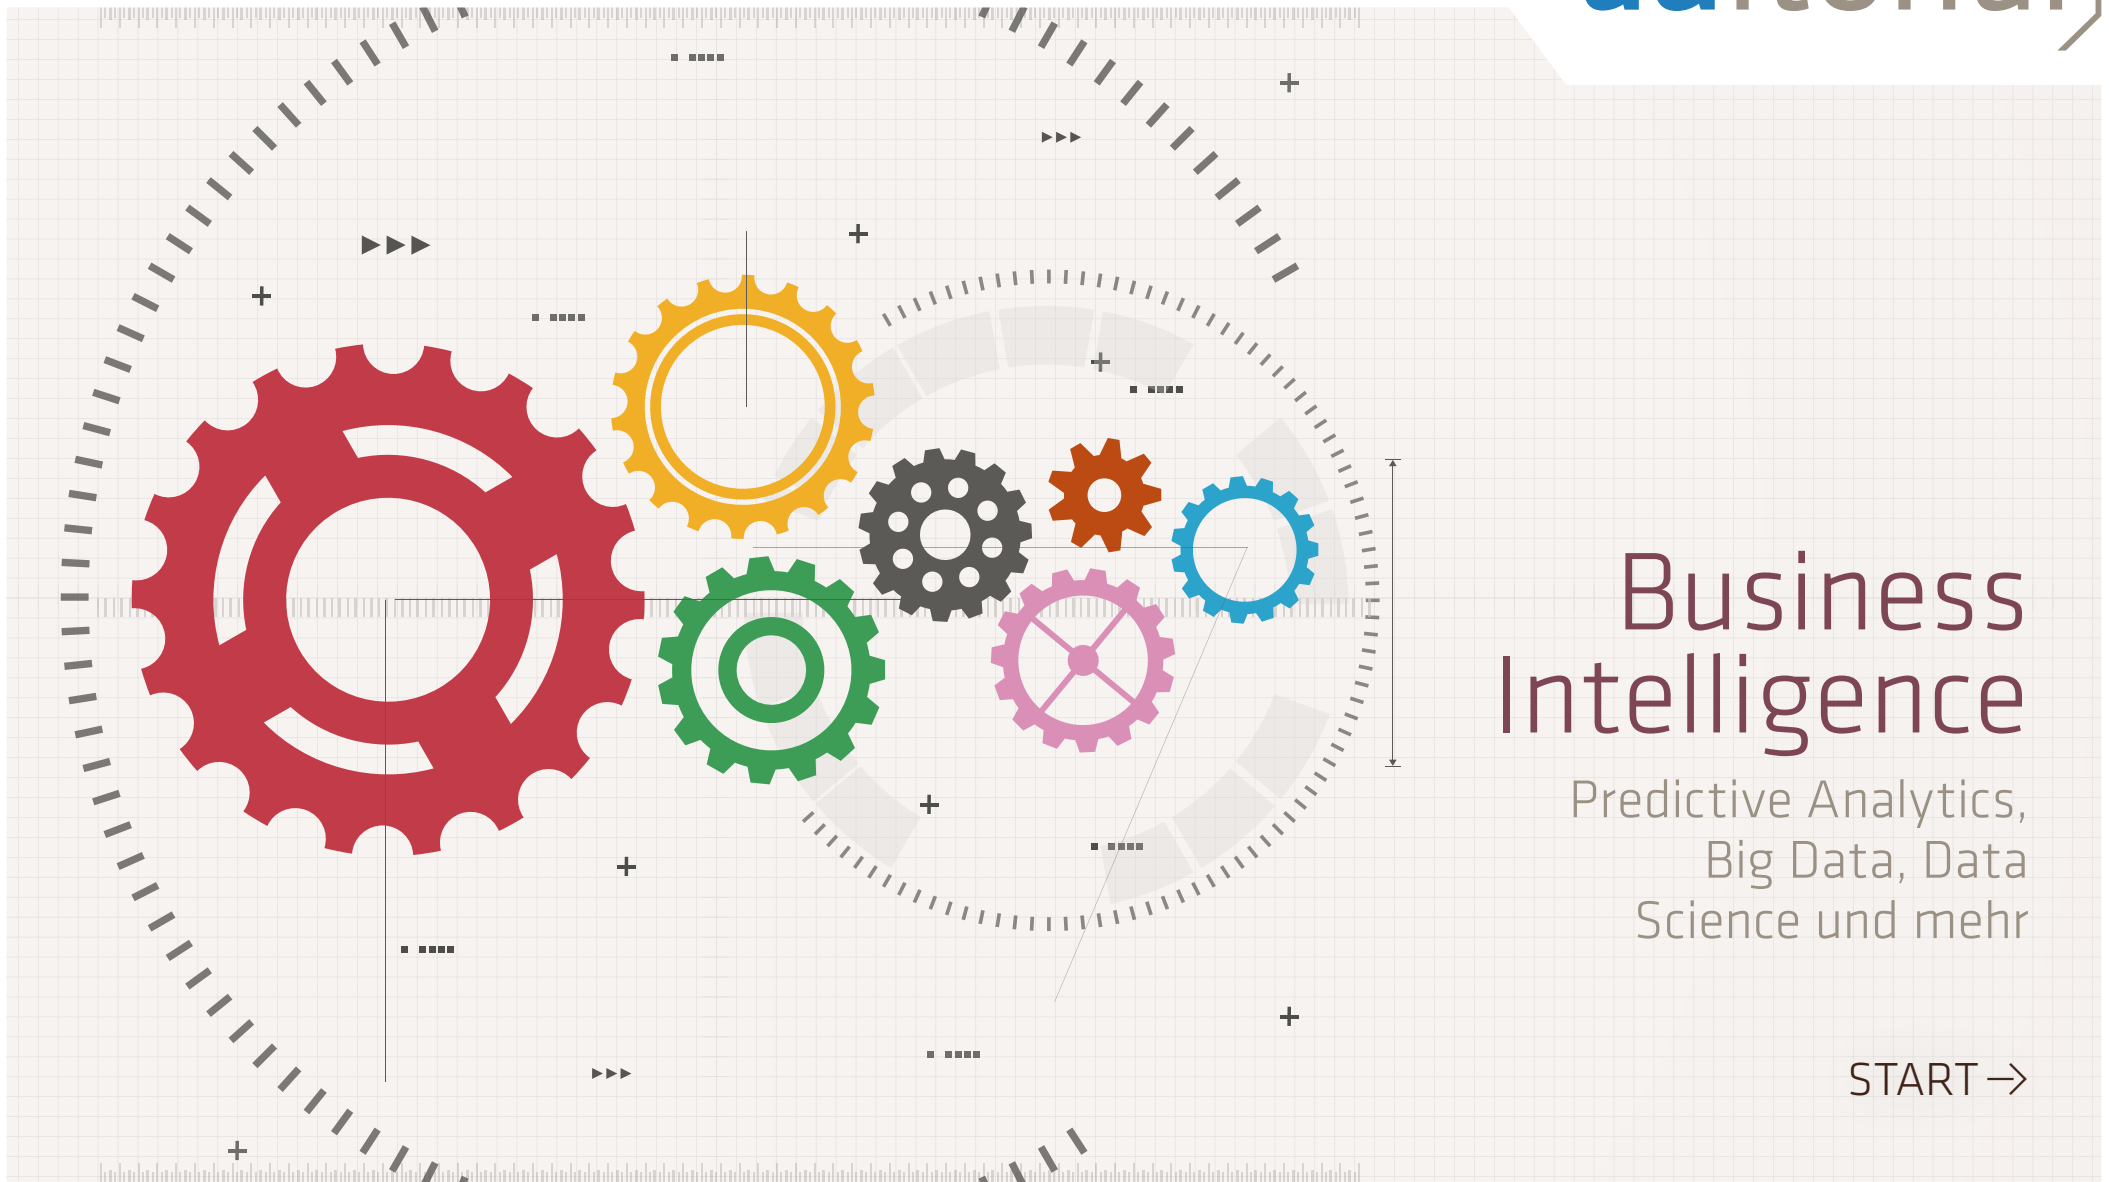 Business
Intelligence
Predictive Analytics,
Big Data, Data
Science und mehr
START